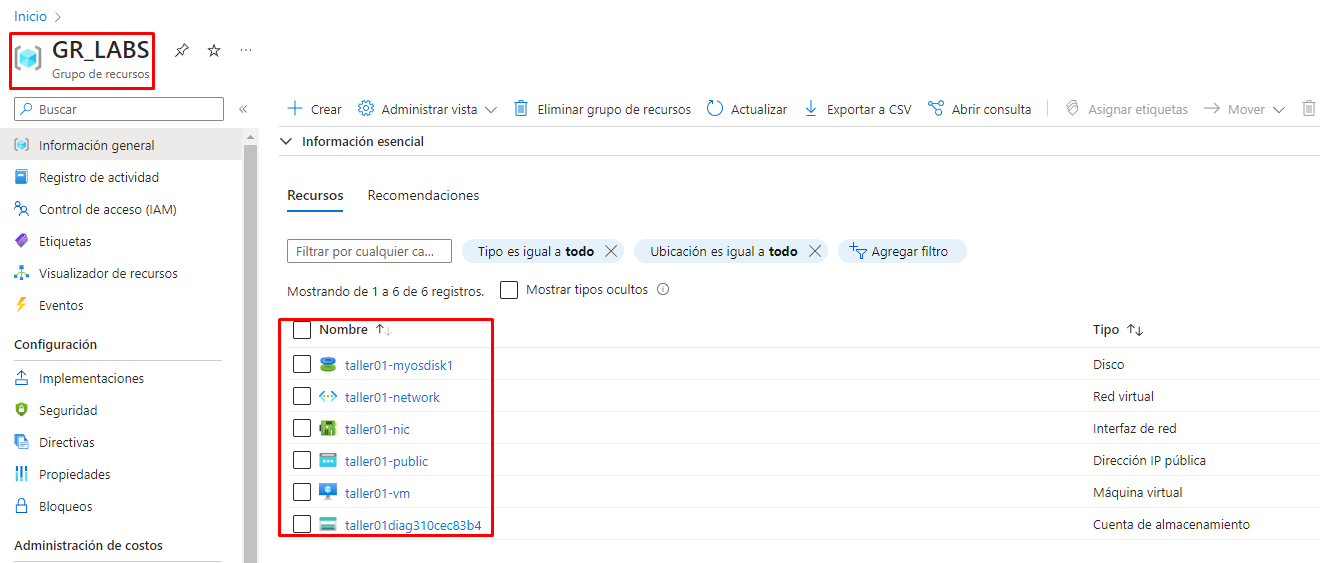 Inicio
GR_LABS
Grupo de recursos
Buscar
Información general
Registro de actividad
Control de acceso (IAM)
Etiquetas
Visualizador de recursos
Eventos
Configuración
Implementaciones
Seguridad
Directivas
Propiedades
Bloqueos
Administración de costos
Crear Administrar vista Eliminar grupo de recursos Actualizar Exportar a CSV Abrir consulta Asignar etiquetas Mover
Información esencial
Recursos Recomendaciones
Filtrar por cualquier ca... Tipo es igual a todo Ubicación es igual a todo Agregar filtro
Mostrando de 1 a 6 de 6 registros. Mostrar tipos ocultos
Nombre Tipo
taller01-myosdisk1 Disco
taller01-network Red virtual
taller01-nic Interfaz de red
taller01-public Dirección IP pública
taller01-vm Máquina virtual
taller01diag310cec83b4 Cuenta de almacenamiento